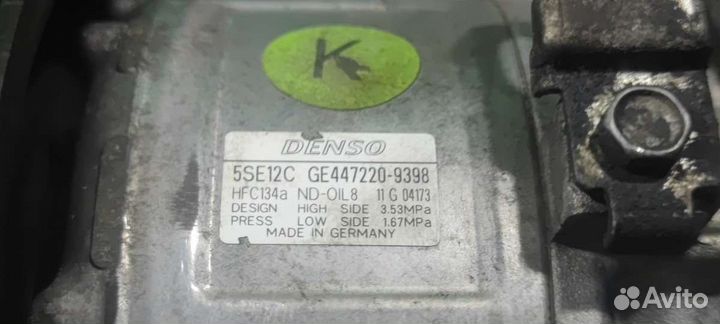 K
DENSO
5SE12C GE447220-9398
HFC134a ND-OIL8 11 G 04173
DESIGN HIGH SIDE 3.53MPa
PRESS LOW SIDE 1.67MPa
MADE IN GERMANY
Avito